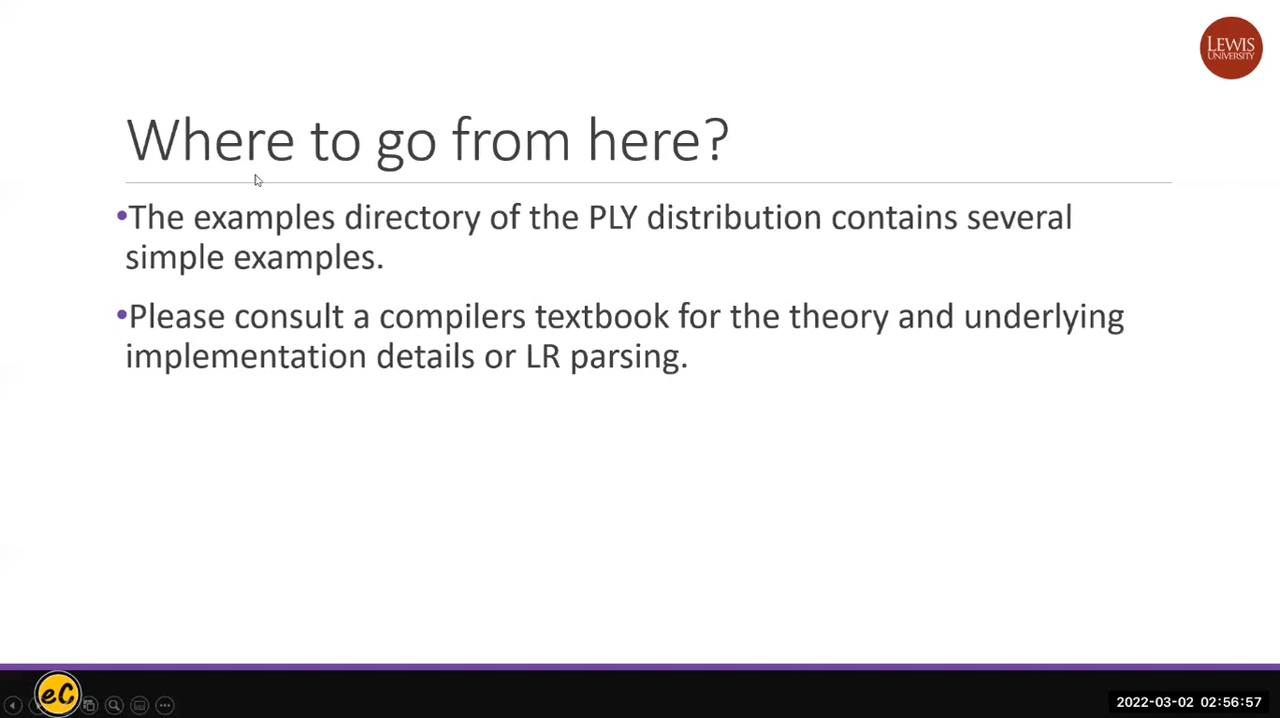 LEWIS
UNIVERSITY
Where to go from here?
•The examples directory of the PLY distribution contains several
simple examples.
•Please consult a compilers textbook for the theory and underlying
implementation details or LR parsing.
eC
2022-03-02 02:56:57